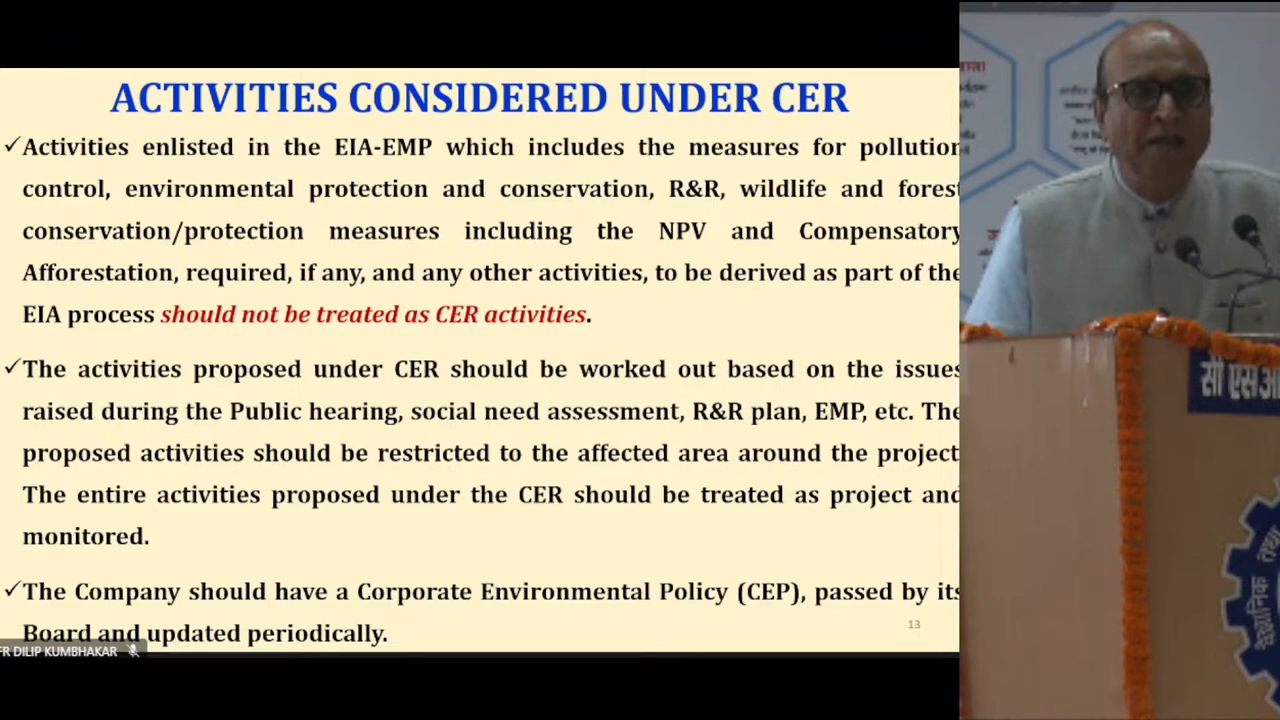 ACTIVITIES CONSIDERED UNDER CER
✓Activities enlisted in the EIA-EMP which includes the measures for pollution
control, environmental protection and conservation, R&R, wildlife and forest
conservation/protection measures including the NPV and Compensatory
Afforestation, required, if any, and any other activities, to be derived as part of the
EIA process should not be treated as CER activities.
✓The activities proposed under CER should be worked out based on the issues
raised during the Public hearing, social need assessment, R&R plan, EMP, etc. The
proposed activities should be restricted to the affected area around the project
The entire activities proposed under the CER should be treated as project and
monitored.
✓The Company should have a Corporate Environmental Policy (CEP), passed by its
Board and updated periodically.
13
FR DILIP KUMBHAKAR
सी एस आ